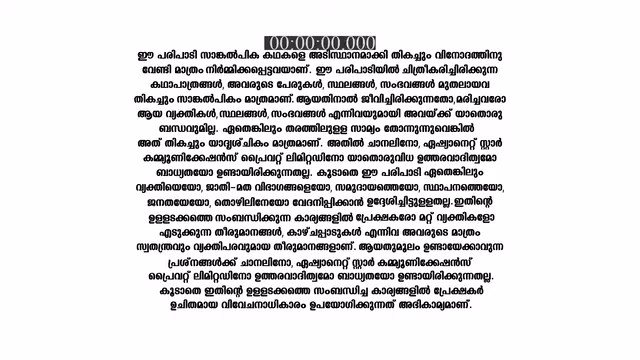 00:00:00.000
ഈ പരിപാടി സാങ്കൽപിക കഥകളെ അടിസ്ഥാനമാക്കി തികച്ചും വിനോദത്തിനു
വേണ്ടി മാത്രം നിർമ്മിക്കപ്പെട്ടവയാണ്. ഈ പരിപാടിയിൽ ചിത്രീകരിച്ചിരിക്കുന്ന
കഥാപാത്രങ്ങൾ, അവരുടെ പേരുകൾ, സ്ഥലങ്ങൾ, സംഭവങ്ങൾ മുതലായവ
തികച്ചും സാങ്കൽപികം മാത്രമാണ്. ആയതിനാൽ ജീവിച്ചിരിക്കുന്നതോ,മരിച്ചവരോ
ആയ വ്യക്തികൾ,സ്ഥലങ്ങൾ,സംഭവങ്ങൾ എന്നിവയുമായി അവയ്ക്ക് യാതൊരു
ബന്ധവുമില്ല. ഏതെങ്കിലും തരത്തിലുളള സാമ്യം തോന്നുന്നുവെങ്കിൽ
അത് തികച്ചും യാദൃശ്ചികം മാത്രമാണ്. അതിൽ ചാനലിനോ, ഏഷ്യാനെറ്റ് സ്റ്റാർ
കമ്മ്യൂണിക്കേഷൻസ് പ്രൈവറ്റ് ലിമിറ്റഡിനോ യാതൊരുവിധ ഉത്തരവാദിത്വമോ
ബാധ്യതയോ ഉണ്ടായിരിക്കുന്നതല്ല. കൂടാതെ ഈ പരിപാടി ഏതെങ്കിലും
വ്യക്തിയെയോ, ജാതി-മത വിഭാഗങ്ങളെയോ, സമുദായത്തെയോ, സ്ഥാപനത്തെയോ,
ജനതയേയോ, തൊഴിലിനേയോ വേദനിപ്പിക്കാൻ ഉദ്ദേശിച്ചിട്ടുളളതല്ല.ഇതിന്റെ
ഉളളടക്കത്തെ സംബന്ധിക്കുന്ന കാര്യങ്ങളിൽ പ്രേക്ഷകരോ മറ്റ് വ്യക്തികളോ
എടുക്കുന്ന തീരുമാനങ്ങൾ, കാഴ്ചപ്പാടുകൾ എന്നിവ അവരുടെ മാത്രം
സ്വതന്ത്രവും വ്യക്തിപരവുമായ തീരുമാനങ്ങളാണ്. ആയതുമൂലം ഉണ്ടായേക്കാവുന്ന
പ്രശ്നങ്ങൾക്ക് ചാനലിനോ, ഏഷ്യാനെറ്റ് സ്റ്റാർ കമ്മ്യൂണിക്കേഷൻസ്
പ്രൈവറ്റ് ലിമിറ്റഡിനോ ഉത്തരവാദിത്വമോ ബാധ്യതയോ ഉണ്ടായിരിക്കുന്നതല്ല.
കൂടാതെ ഇതിന്റെ ഉളളടക്കത്തെ സംബന്ധിച്ച കാര്യങ്ങളിൽ പ്രേക്ഷകർ
ഉചിതമായ വിവേചനാധികാരം ഉപയോഗിക്കുന്നത് അഭികാമ്യമാണ്.